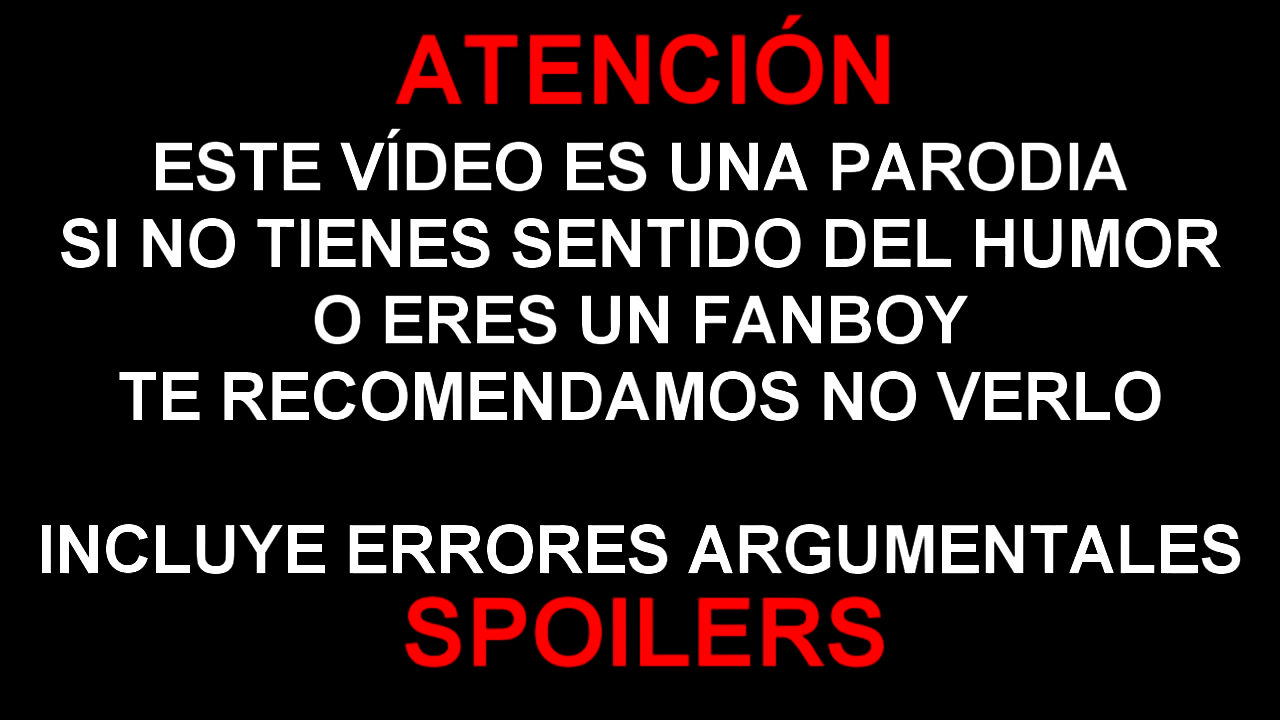 ATENCIÓN
ESTE VÍDEO ES UNA PARODIA
SI NO TIENES SENTIDO DEL HUMOR
O ERES UN FANBOY
TE RECOMENDAMOS NO VERLO
INCLUYE ERRORES ARGUMENTALES
SPOILERS